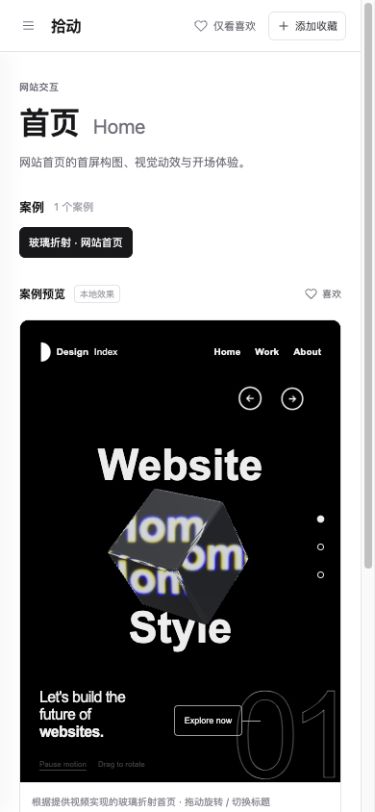 拾动
仅看喜欢
添加收藏
网站交互
首页 Home
网站首页的首屏构图、视觉动效与开场体验。
案例 1 个案例
玻璃折射 · 网站首页
案例预览 本地效果 喜欢
Design Index Home Work About
Website
Style
Let's build the
future of
websites.
Explore now
01
Pause motion Drag to rotate
根据提供视频实现的玻璃折射首页 · 拖动旋转 / 切换标题